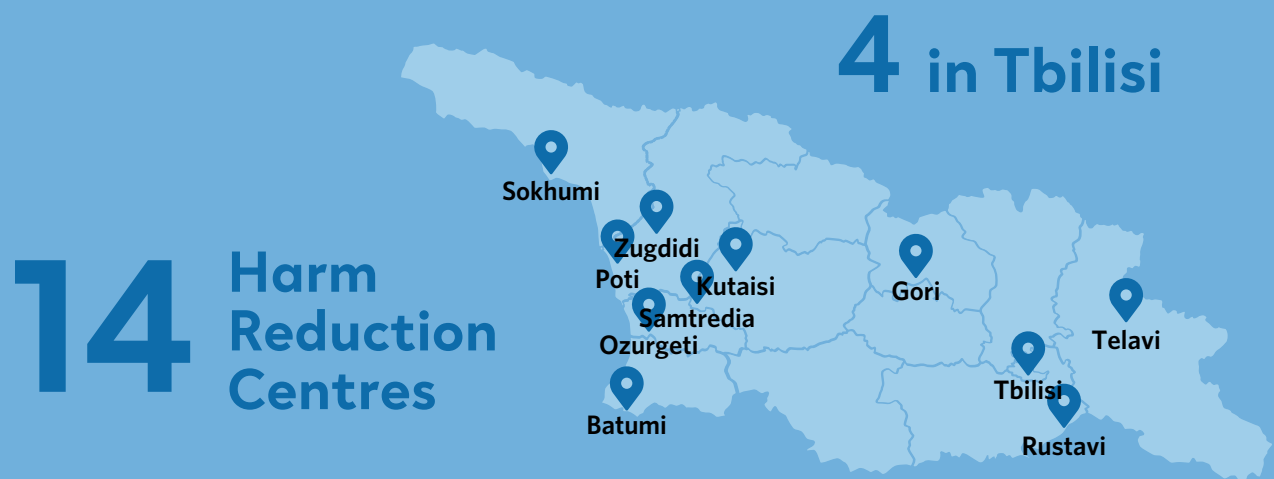 4 in Tbilisi
14
Harm
Reduction
Centres
Sokhumi
Zugdidi
Poti
Kutaisi
Samtredia
Ozurgeti
Batumi
Gori
Telavi
Tbilisi
Rustavi